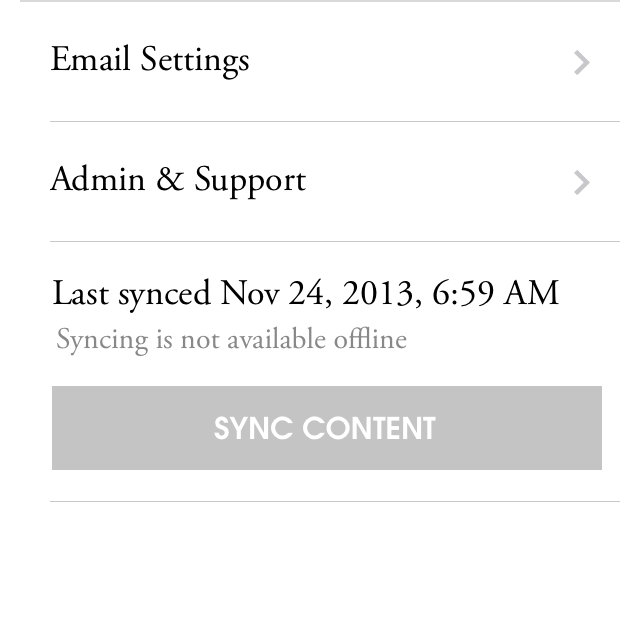 Email Settings
Admin & Support
Last synced Nov 24, 2013, 6:59 AM
Syncing is not available offline
SYNC CONTENT